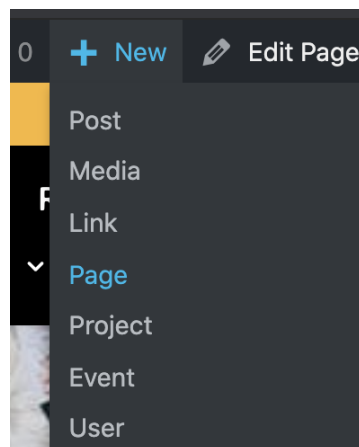 0 + New Edit Page
Post
Media
R
Link
Page
Project
Event
User